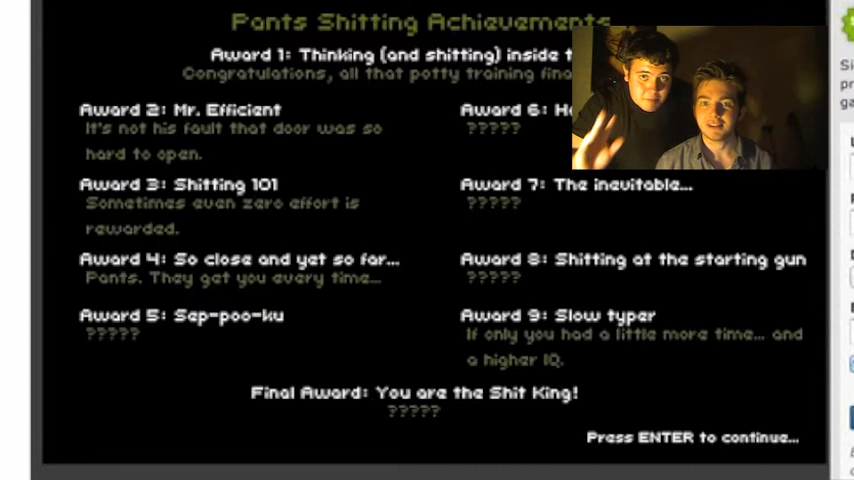 Pants Shitting Achievements
Award 1: Thinking (and shitting) inside t
Congratulations, all that potty training fina
Award 2: Mr. Efficient
It's not his fault that door was so
hard to open.
Award 3: Shitting 101
Sometimes even zero effort is
rewarded.
Award 4: So close and yet so far...
Pants. They get you every time...
Award 5: Sep-poo-ku
?????
Award 6: Ho
?????
Award 7: The inevitable...
?????
Award 8: Shitting at the starting gun
?????
Award 9: Slow typer
If only you had a little more time... and
a higher IQ.
Final Award: You are the Shit King!
?????
Press ENTER to continue...
Si
pr
ga